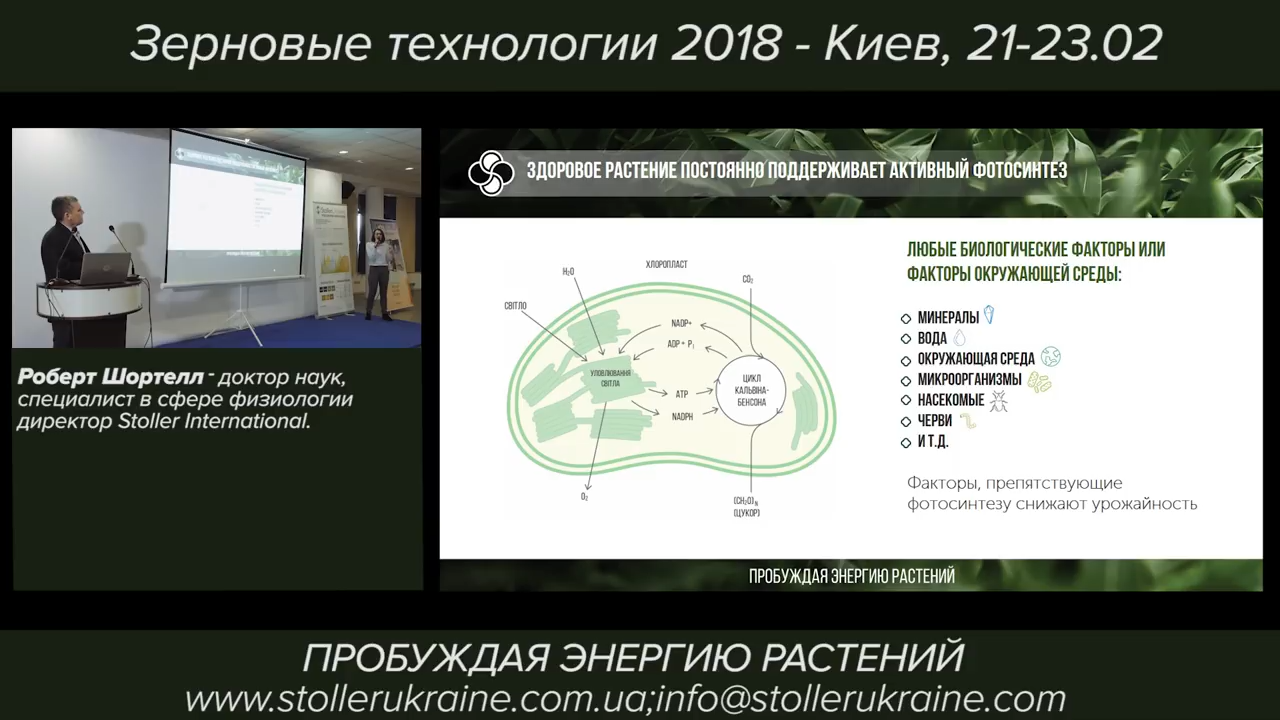 Зерновые технологии 2018 - Киев, 21-23.02
Роберт Шортелл - доктор наук,
специалист в сфере физиологии
директор Stoller International.
ЗДОРОВОЕ РАСТЕНИЕ ПОСТОЯННО ПОДДЕРЖИВАЕТ АКТИВНЫЙ ФОТОСИНТЕЗ
ХЛОРОПЛАСТ
H₂O
CO₂
СВІТЛО
NADP+
ADP + P₁
УЛОВЛЮВАННЯ
СВІТЛА
ATP
NADPH
ЦИКЛ
КАЛЬВІНА-
БЕНСОНА
O₂
(CH₂O)N
(ЦУКОР)
ЛЮБЫЕ БИОЛОГИЧЕСКИЕ ФАКТОРЫ ИЛИ
ФАКТОРЫ ОКРУЖАЮЩЕЙ СРЕДЫ:
МИНЕРАЛЫ
ВОДА
ОКРУЖАЮЩАЯ СРЕДА
МИКРООРГАНИЗМЫ
НАСЕКОМЫЕ
ЧЕРВИ
И Т.Д.
Факторы, препятствующие
фотосинтезу снижают урожайность
ПРОБУЖДАЯ ЭНЕРГИЮ РАСТЕНИЙ
ПРОБУЖДАЯ ЭНЕРГИЮ РАСТЕНИЙ
www.stollerukraine.com.ua;info@stollerukraine.com